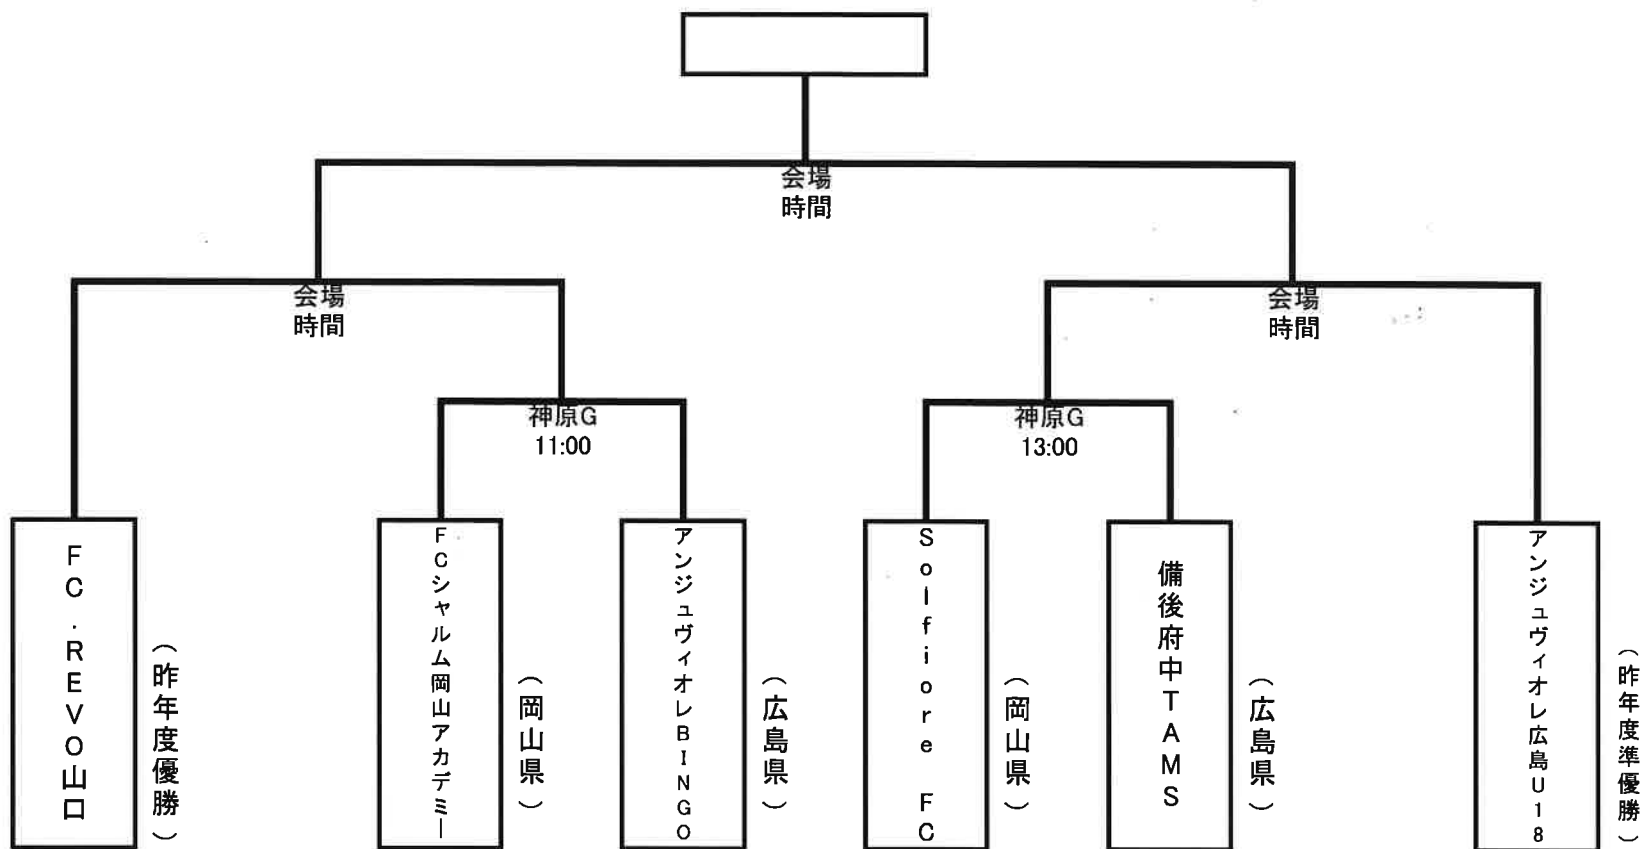 会場
時間
会場
時間
会場
時間
神原G
11:00
神原G
13:00
FC.REVO山口
（昨年度優勝）
FCシャルム岡山アカデミー
（岡山県）
アンジュヴィオレBINGO
（広島県）
Solfiore FC
（岡山県）
備後府中TAMS
（広島県）
アンジュヴィオレ広島U18
（昨年度準優勝）